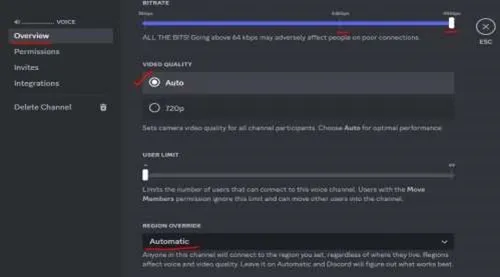 VOICE
Overview
Permissions
Invites
Integrations
Delete Channel
BITRATE
8kbps
64kbps
96kbps
ALL THE BITS! Going above 64 kbps may adversely affect people on poor connections.
ESC
VIDEO QUALITY
Auto
720p
Sets camera video quality for all channel participants. Choose Auto for optimal performance
USER LIMIT
99
Limits the number of users that can connect to this voice channel. Users with the Move
Members permission ignore this limit and can move other users into the channel.
REGION OVERRIDE
Automatic
Anyone in this channel will connect to the region you set, regardless of where they live. Regions
affect voice and video quality. Leave it on Automatic and Discord will figure out what works best.